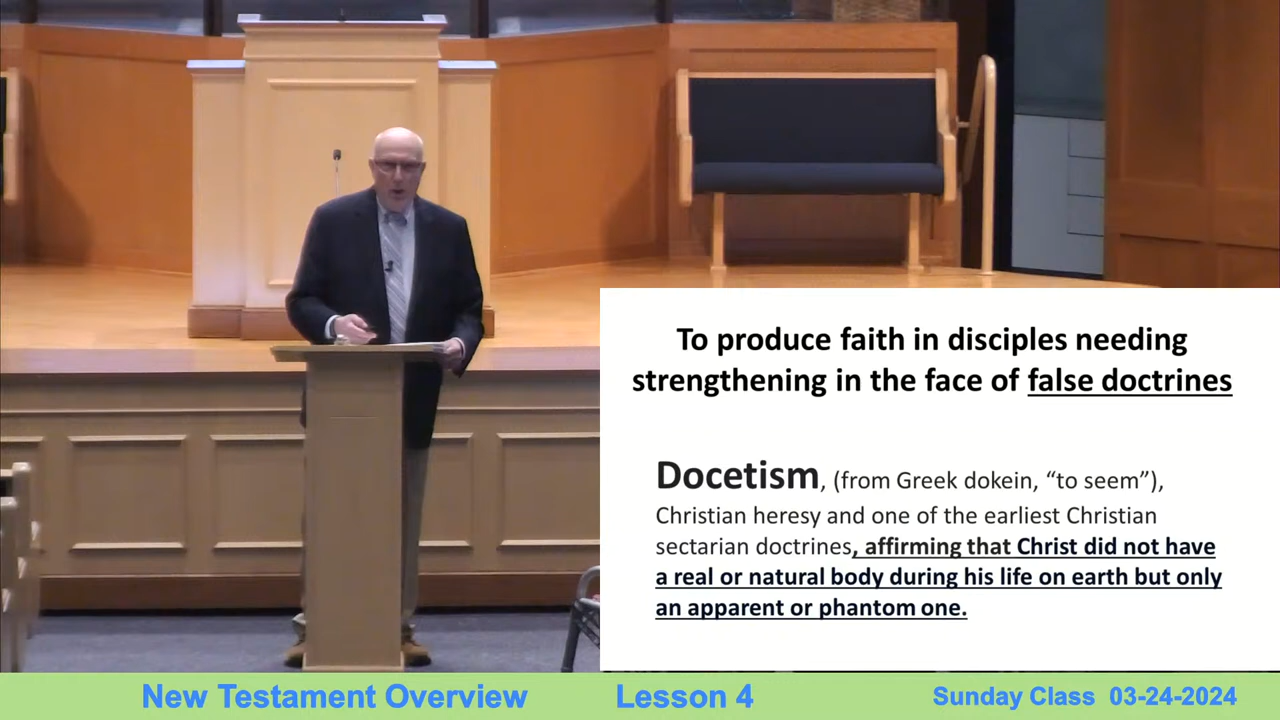 To produce faith in disciples needing
strengthening in the face of false doctrines
Docetism, (from Greek dokein, “to seem”),
Christian heresy and one of the earliest Christian
sectarian doctrines, affirming that Christ did not have
a real or natural body during his life on earth but only
an apparent or phantom one.
New Testament Overview Lesson 4 Sunday Class 03-24-2024